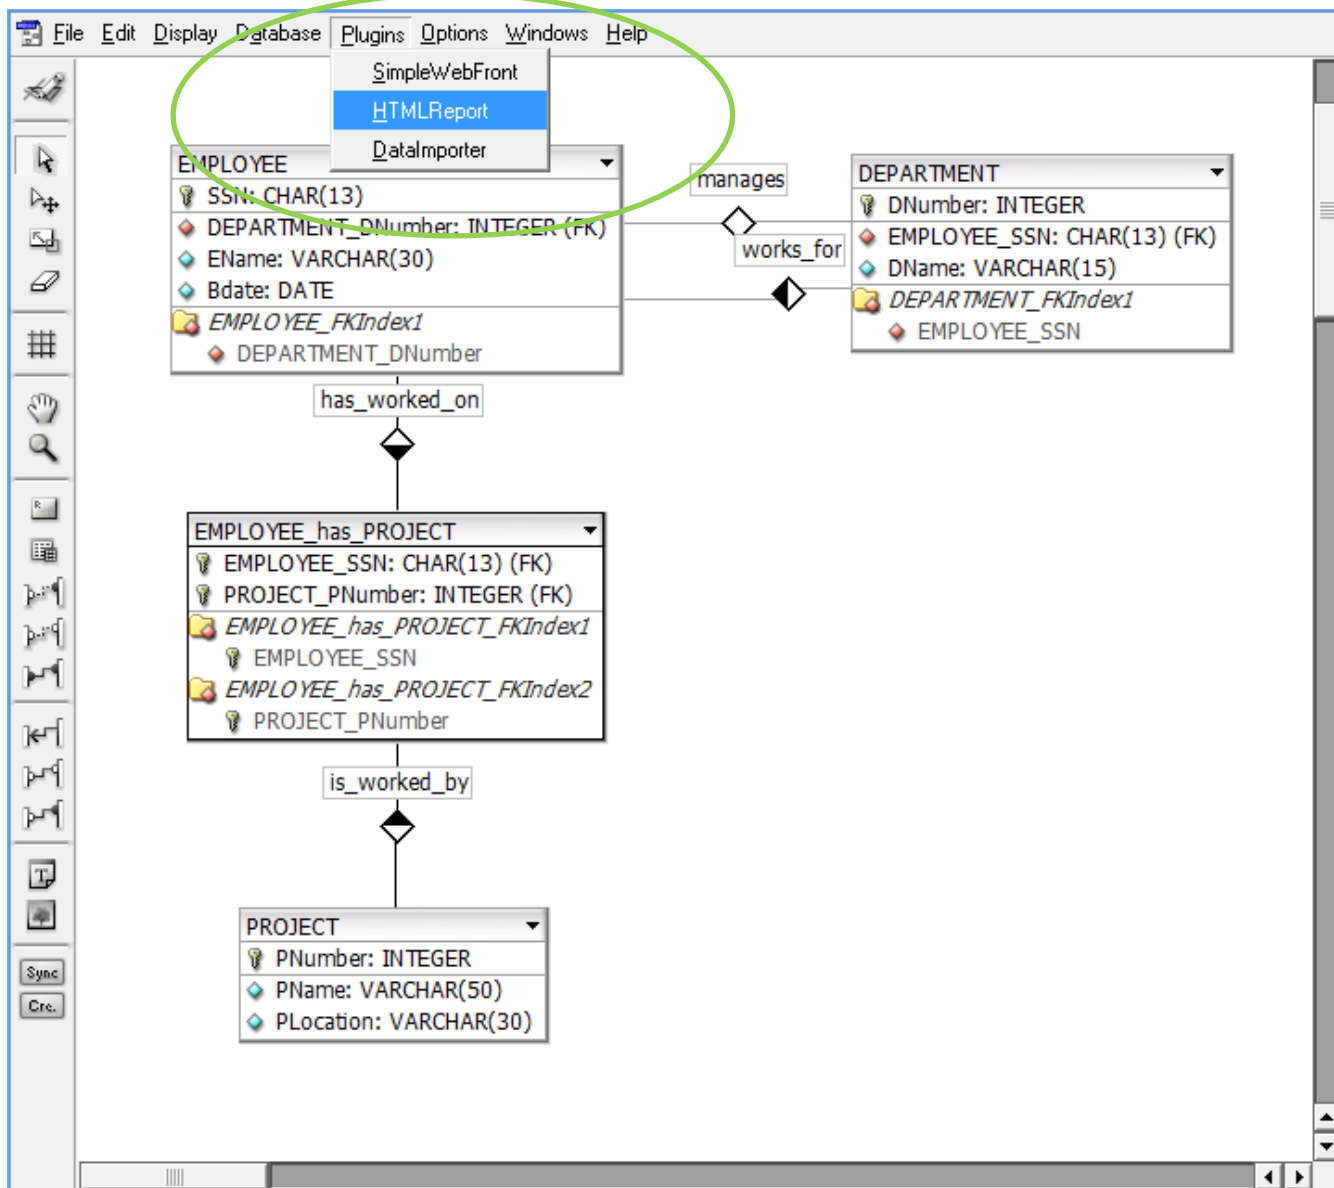 File Edit Display Database Plugins Options Windows Help
SimpleWebFront
HTMLReport
DataImporter
EMPLOYEE
SSN: CHAR(13)
DEPARTMENT_DNumber: INTEGER (FK)
EName: VARCHAR(30)
Bdate: DATE
EMPLOYEE_FKIndex1
DEPARTMENT_DNumber
manages
works_for
DEPARTMENT
DNumber: INTEGER
EMPLOYEE_SSN: CHAR(13) (FK)
DName: VARCHAR(15)
DEPARTMENT_FKIndex1
EMPLOYEE_SSN
has_worked_on
EMPLOYEE_has_PROJECT
EMPLOYEE_SSN: CHAR(13) (FK)
PROJECT_PNumber: INTEGER (FK)
EMPLOYEE_has_PROJECT_FKIndex1
EMPLOYEE_SSN
EMPLOYEE_has_PROJECT_FKIndex2
PROJECT_PNumber
is_worked_by
PROJECT
PNumber: INTEGER
PName: VARCHAR(50)
PLocation: VARCHAR(30)
R
T
Sync
Cre.